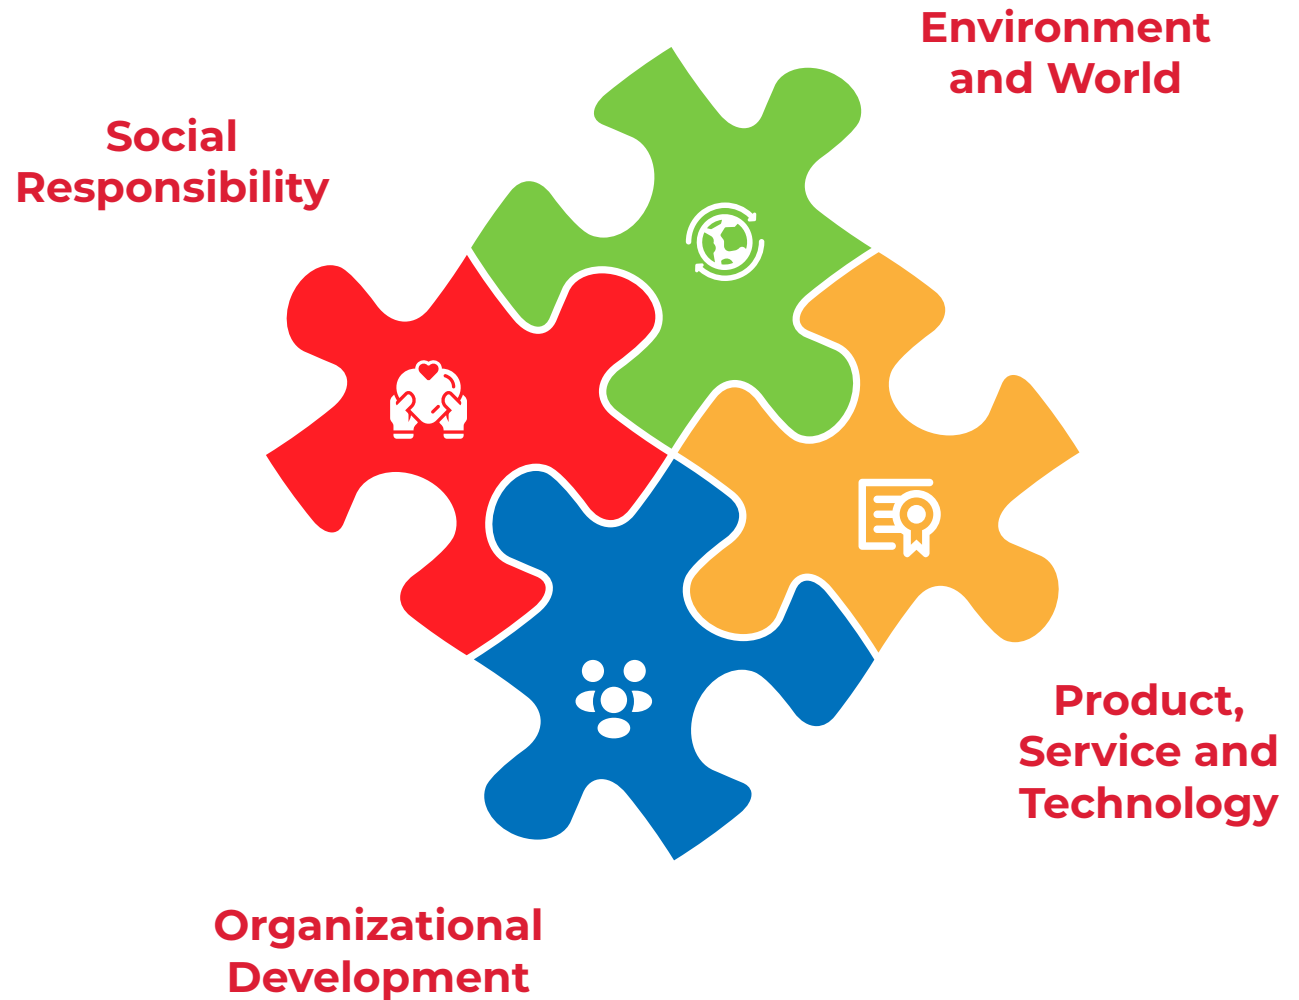 Environment
and World
Social
Responsibility
Product,
Service and
Technology
Organizational
Development